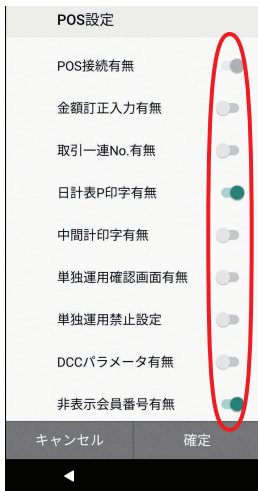 POS設定
POS接続有無
金額訂正入力有無
取引一連No.有無
日計表P印字有無
中間計印字有無
単独運用確認画面有無
単独運用禁止設定
DCCパラメータ有無
非表示会員番号有無
キャンセル 確定